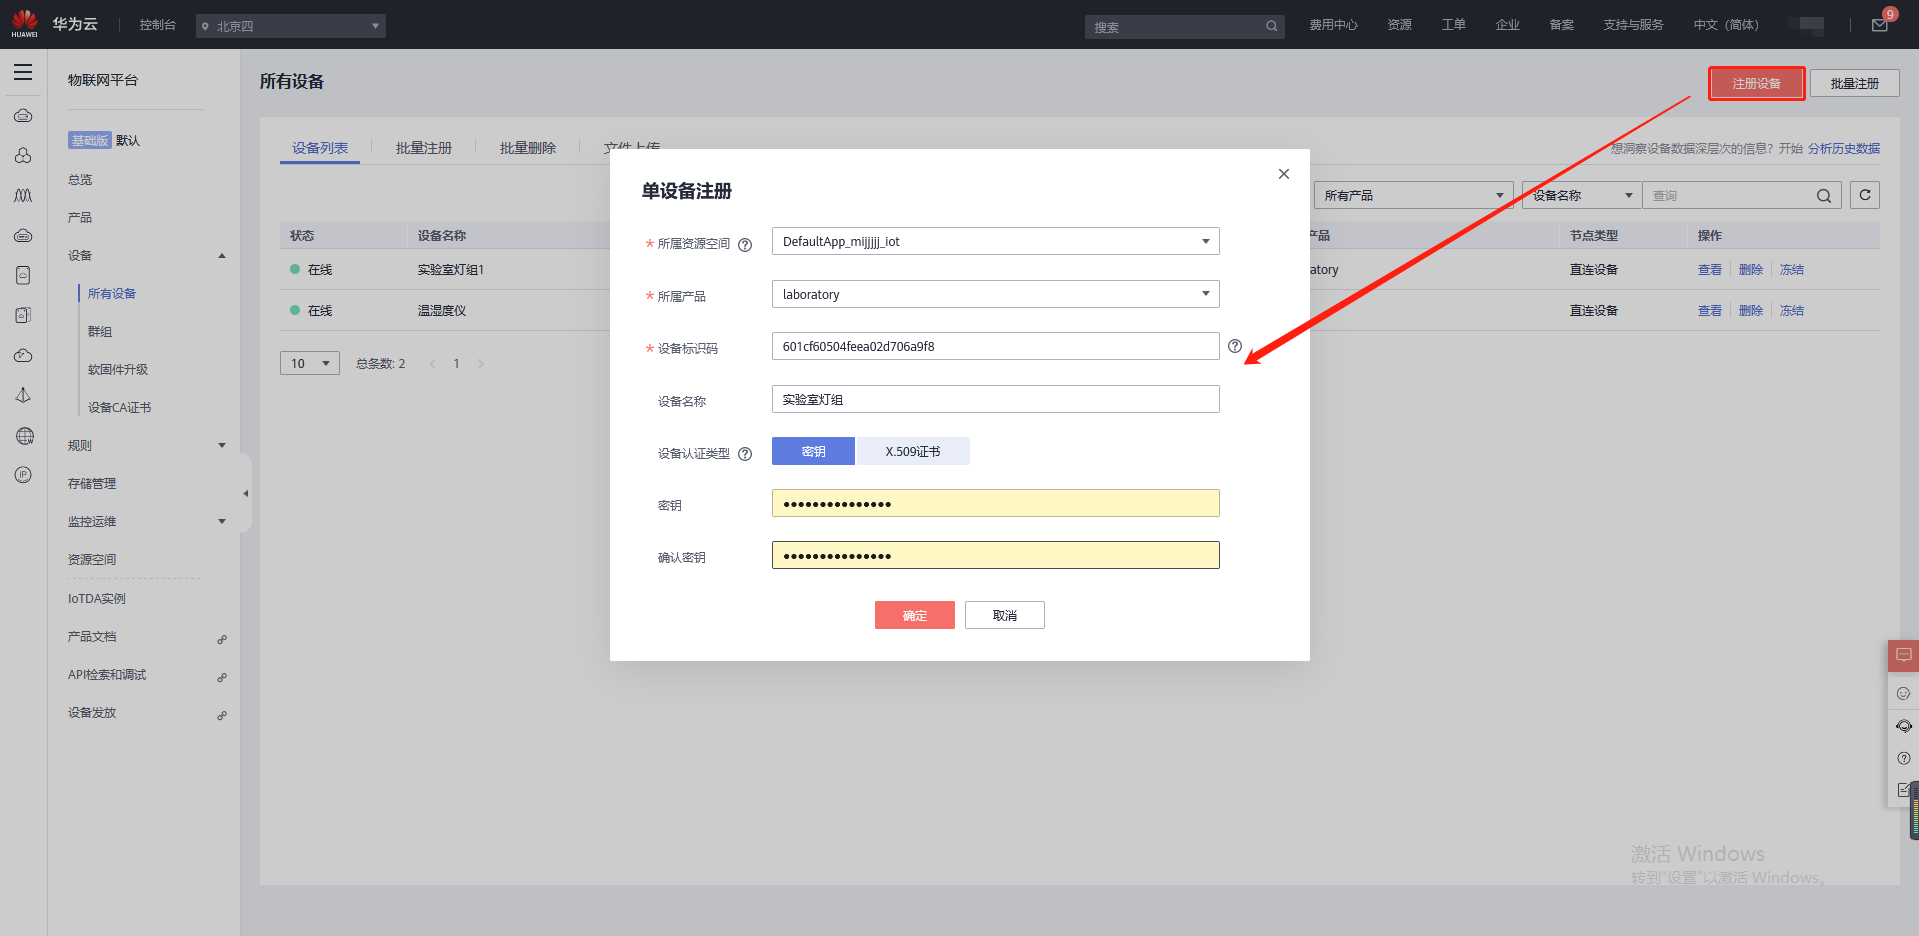 HUAWEI
华为云
控制台
北京四
搜索
费用中心
资源
工单
企业
备案
支持与服务
中文（简体）
9
物联网平台
基础版 默认
总览
产品
设备
所有设备
群组
软固件升级
设备CA证书
规则
存储管理
监控运维
资源空间
IoTDA实例
产品文档
API检索和调试
设备发放
所有设备
注册设备
批量注册
设备列表
批量注册
批量删除
文件上传
想洞察设备数据深层次的信息？开始 分析历史数据
所有产品
设备名称
查询
状态
设备名称
产品
节点类型
操作
在线
实验室灯组1
atory
直连设备
查看
删除
冻结
在线
温湿度仪
直连设备
查看
删除
冻结
10
总条数: 2
1
单设备注册
* 所属资源空间
DefaultApp_mijjjjj_iot
* 所属产品
laboratory
* 设备标识码
601cf60504feea02d706a9f8
设备名称
实验室灯组
设备认证类型
密钥
X.509证书
密钥
•••••••••••••••
确认密钥
•••••••••••••••
确定
取消
激活 Windows
转到"设置"以激活 Windows。